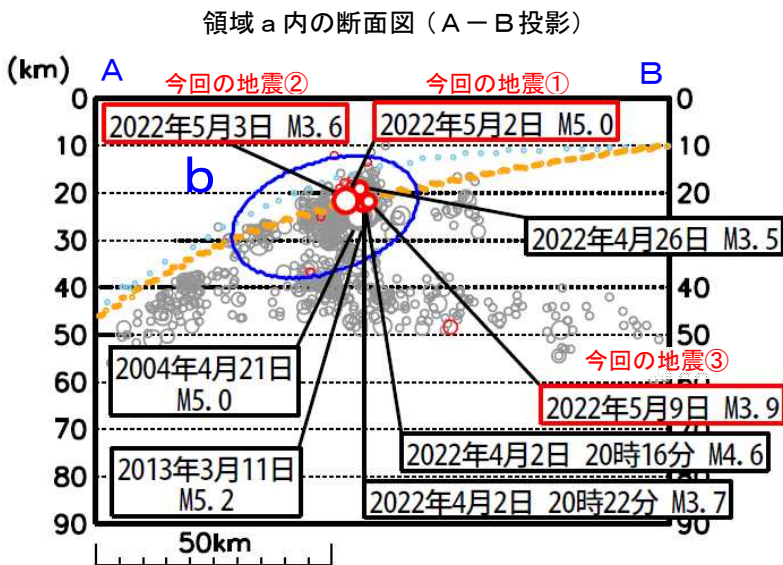 領域a内の断面図（A－B投影）
(km)
A
今回の地震②
今回の地震①
B
0
0
2022年5月3日 M3.6
2022年5月2日 M5.0
10
10
b
20
20
2022年4月26日 M3.5
30
40
40
50
50
2004年4月21日
M5.0
今回の地震③
60
2022年5月9日 M3.9
70
70
2022年4月2日 20時16分 M4.6
80
80
2013年3月11日
M5.2
2022年4月2日 20時22分 M3.7
90
90
50km